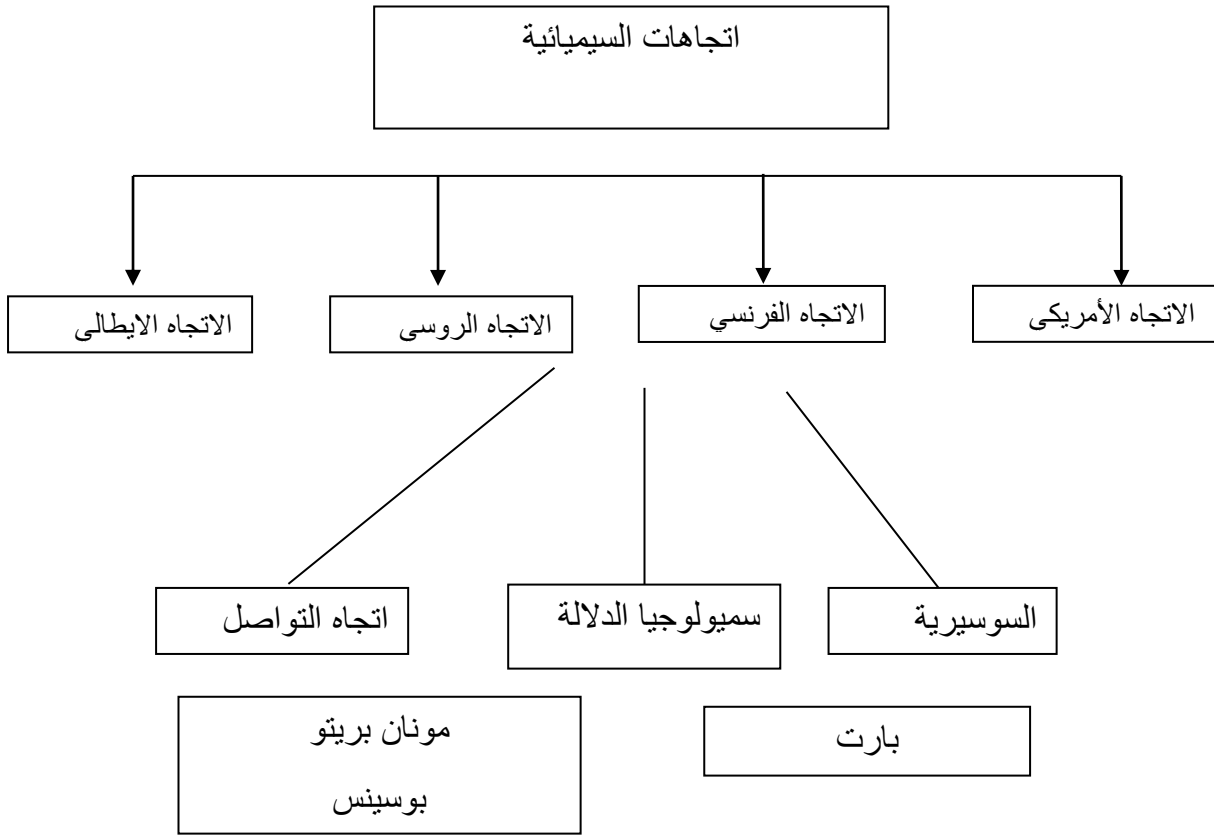 اتجاهات السيميائية
الاتجاه الأمريكى
الاتجاه الفرنسي
الاتجاه الروسى
الاتجاه الايطالى
السوسيرية
سميولوجيا الدلالة
اتجاه التواصل
بارت
مونان بريتو
بوسينس